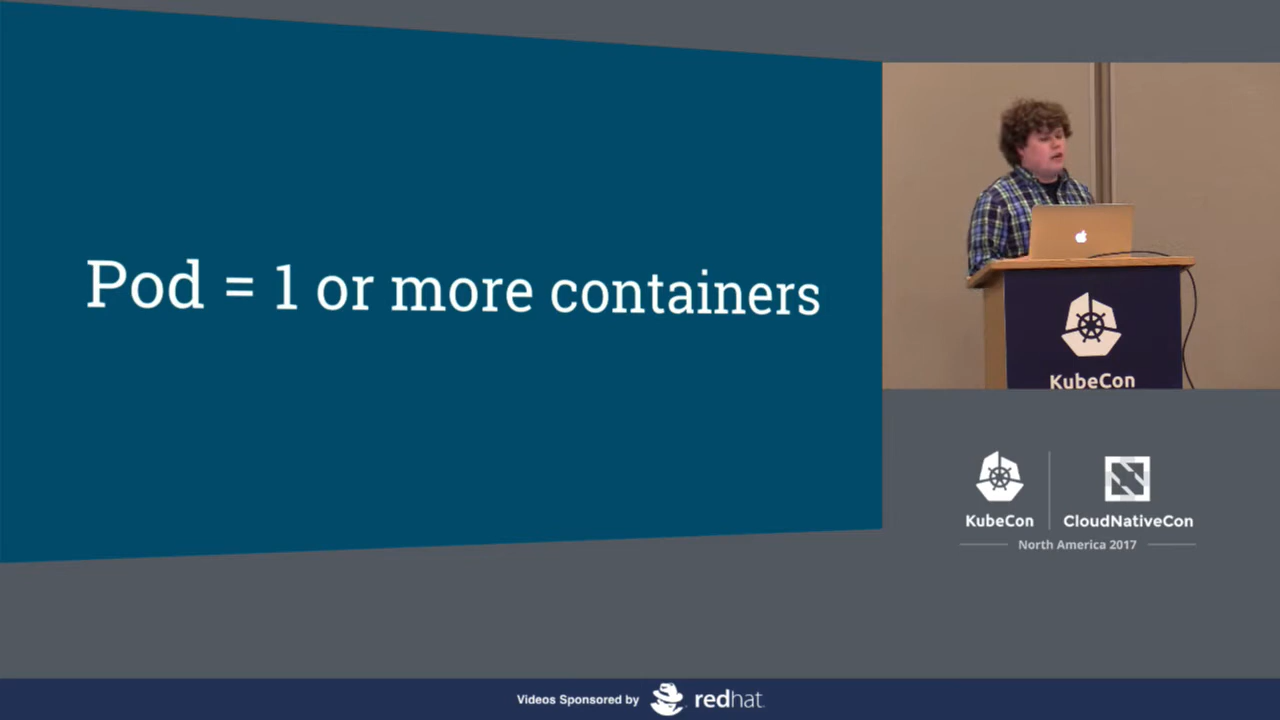 Pod = 1 or more containers
KubeCon
KubeCon
CloudNativeCon
North America 2017
Videos Sponsored by redhat